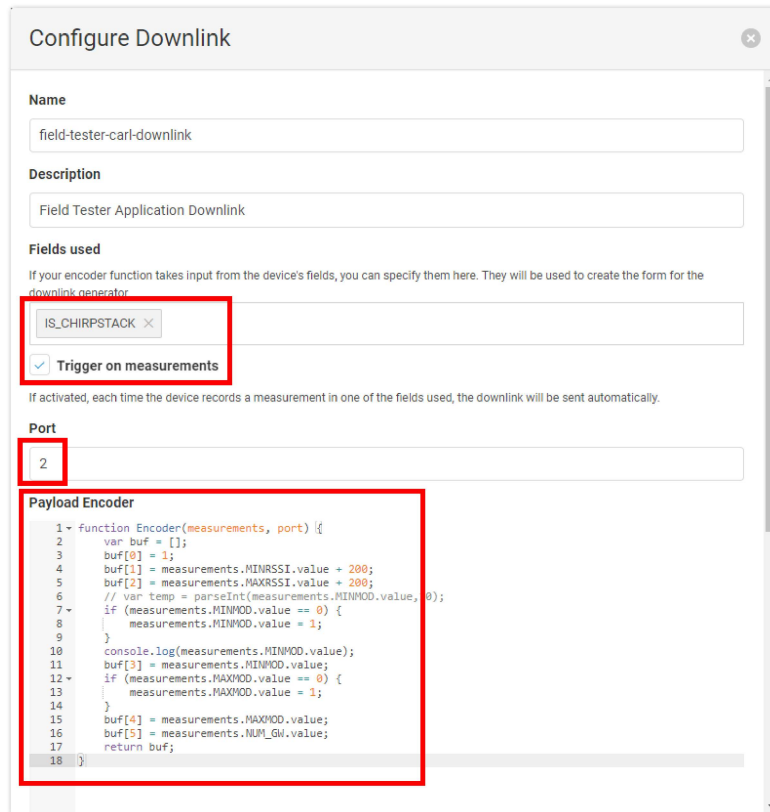 Configure Downlink
Name
field-tester-carl-downlink
Description
Field Tester Application Downlink
Fields used
If your encoder function takes input from the device's fields, you can specify them here. They will be used to create the form for the
downlink generator
IS_CHIRPSTACK ×
Trigger on measurements
If activated, each time the device records a measurement in one of the fields used, the downlink will be sent automatically.
Port
2
Payload Encoder
1 function Encoder(measurements, port) {
2 var buf = [];
3 buf[0] = 1;
4 buf[1] = measurements.MINRSSI.value + 200;
5 buf[2] = measurements.MAXRSSI.value + 200;
6 // var temp = parseInt(measurements.MINMOD.value, 0);
7 if (measurements.MINMOD.value == 0) {
8 measurements.MINMOD.value = 1;
9 }
10 console.log(measurements.MINMOD.value);
11 buf[3] = measurements.MINMOD.value;
12 if (measurements.MAXMOD.value == 0) {
13 measurements.MAXMOD.value = 1;
14 }
15 buf[4] = measurements.MAXMOD.value;
16 buf[5] = measurements.NUM_GW.value;
17 return buf;
18 }